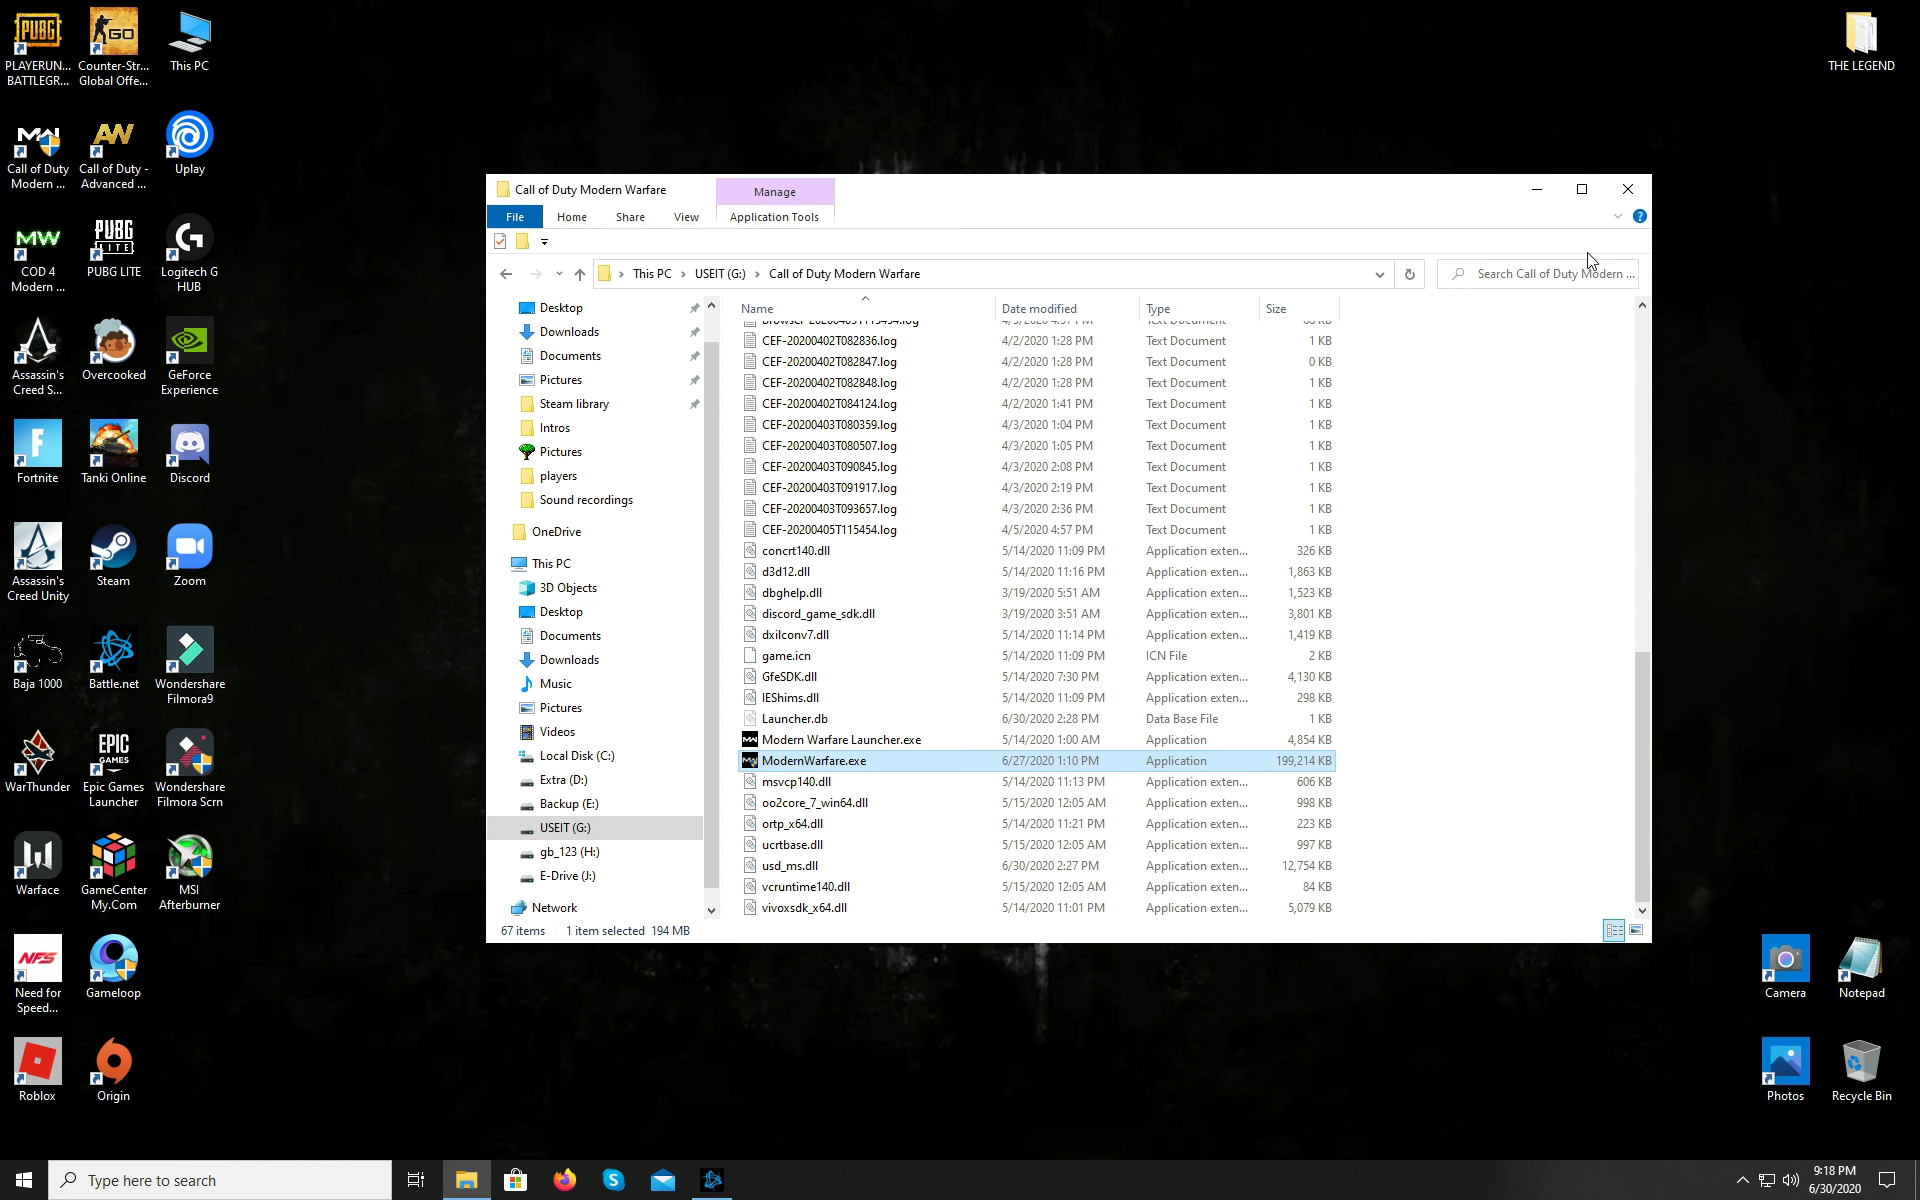 PUBG
PLAYERUN...
BATTLEGR...
GO
Counter-Str...
Global Offe...
This PC
THE LEGEND
Call of Duty
Modern ...
AW
Call of Duty -
Advanced ...
Uplay
MW
COD 4
Modern ...
PUBG
LITE
PUBG LITE
Logitech G
HUB
Assassin's
Creed S...
Overcooked
GeForce
Experience
Fortnite
Tanki Online
Discord
Assassin's
Creed Unity
Steam
Zoom
Baja 1000
Battle.net
Wondershare
Filmora9
WarThunder
EPIC
GAMES
Epic Games
Launcher
Wondershare
Filmora Scrn
Warface
GameCenter
My.Com
MSI
Afterburner
NFS
Need for
Speed...
Gameloop
Roblox
Origin
Call of Duty Modern Warfare
Manage
File Home Share View Application Tools
This PC › USEIT (G:) › Call of Duty Modern Warfare
Search Call of Duty Modern ...
Desktop
Downloads
Documents
Pictures
Steam library
Intros
Pictures
players
Sound recordings
OneDrive
This PC
3D Objects
Desktop
Documents
Downloads
Music
Pictures
Videos
Local Disk (C:)
Extra (D:)
Backup (E:)
USEIT (G:)
gb_123 (H:)
E-Drive (J:)
Network
Name Date modified Type Size
CEF-20200402T082836.log 4/2/2020 1:28 PM Text Document 1 KB
CEF-20200402T082847.log 4/2/2020 1:28 PM Text Document 0 KB
CEF-20200402T082848.log 4/2/2020 1:28 PM Text Document 1 KB
CEF-20200402T084124.log 4/2/2020 1:41 PM Text Document 1 KB
CEF-20200403T080359.log 4/3/2020 1:04 PM Text Document 1 KB
CEF-20200403T080507.log 4/3/2020 1:05 PM Text Document 1 KB
CEF-20200403T090845.log 4/3/2020 2:08 PM Text Document 1 KB
CEF-20200403T091917.log 4/3/2020 2:19 PM Text Document 1 KB
CEF-20200403T093657.log 4/3/2020 2:36 PM Text Document 1 KB
CEF-20200405T115454.log 4/5/2020 4:57 PM Text Document 1 KB
concrt140.dll 5/14/2020 11:09 PM Application exten... 326 KB
d3d12.dll 5/14/2020 11:16 PM Application exten... 1,863 KB
dbghelp.dll 3/19/2020 5:51 AM Application exten... 1,523 KB
discord_game_sdk.dll 3/19/2020 3:51 AM Application exten... 3,801 KB
dxilconv7.dll 5/14/2020 11:14 PM Application exten... 1,419 KB
game.icn 5/14/2020 11:09 PM ICN File 2 KB
GfeSDK.dll 5/14/2020 7:30 PM Application exten... 4,130 KB
IEShims.dll 5/14/2020 11:09 PM Application exten... 298 KB
Launcher.db 6/30/2020 2:28 PM Data Base File 1 KB
Modern Warfare Launcher.exe 5/14/2020 1:00 AM Application 4,854 KB
ModernWarfare.exe 6/27/2020 1:10 PM Application 199,214 KB
msvcp140.dll 5/14/2020 11:13 PM Application exten... 606 KB
oo2core_7_win64.dll 5/15/2020 12:05 AM Application exten... 998 KB
ortp_x64.dll 5/14/2020 11:21 PM Application exten... 223 KB
ucrtbase.dll 5/15/2020 12:05 AM Application exten... 997 KB
usd_ms.dll 6/30/2020 2:27 PM Application exten... 12,754 KB
vcruntime140.dll 5/15/2020 12:05 AM Application exten... 84 KB
vivoxsdk_x64.dll 5/14/2020 11:01 PM Application exten... 5,079 KB
67 items 1 item selected 194 MB
Camera
Notepad
Photos
Recycle Bin
Type here to search
9:18 PM
6/30/2020